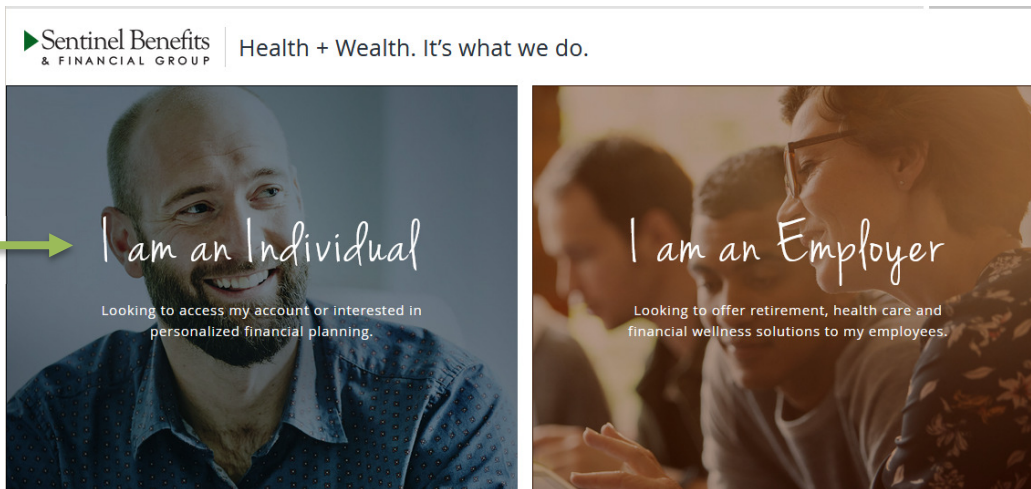 Sentinel Benefits
& FINANCIAL GROUP
Health + Wealth. It’s what we do.
I am an Individual
Looking to access my account or interested in
personalized financial planning.
I am an Employer
Looking to offer retirement, health care and
financial wellness solutions to my employees.